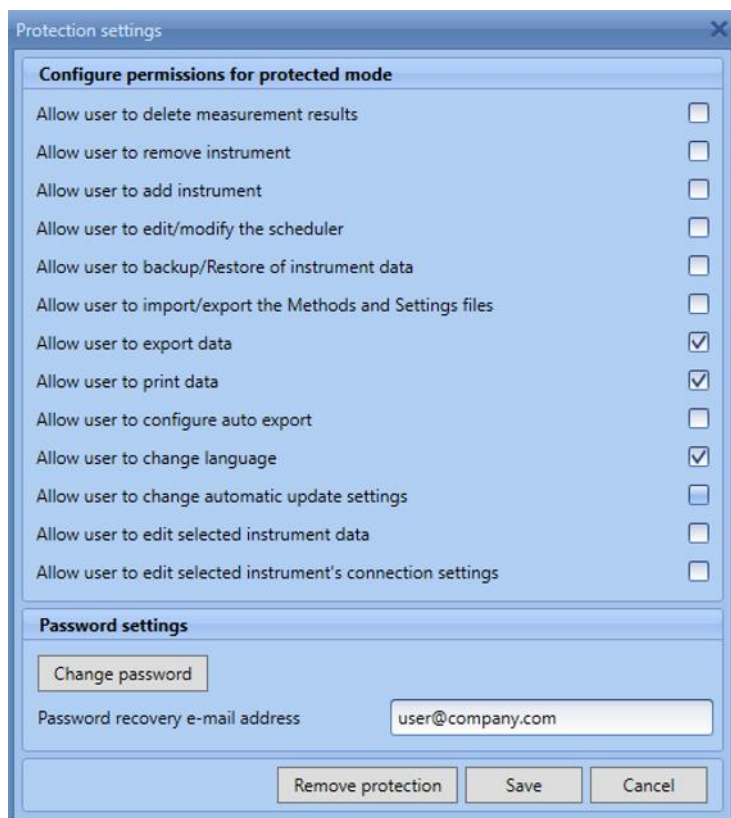 Protection settings
Configure permissions for protected mode
Allow user to delete measurement results
Allow user to remove instrument
Allow user to add instrument
Allow user to edit/modify the scheduler
Allow user to backup/Restore of instrument data
Allow user to import/export the Methods and Settings files
Allow user to export data
Allow user to print data
Allow user to configure auto export
Allow user to change language
Allow user to change automatic update settings
Allow user to edit selected instrument data
Allow user to edit selected instrument's connection settings
Password settings
Change password
Password recovery e-mail address user@company.com
Remove protection Save Cancel